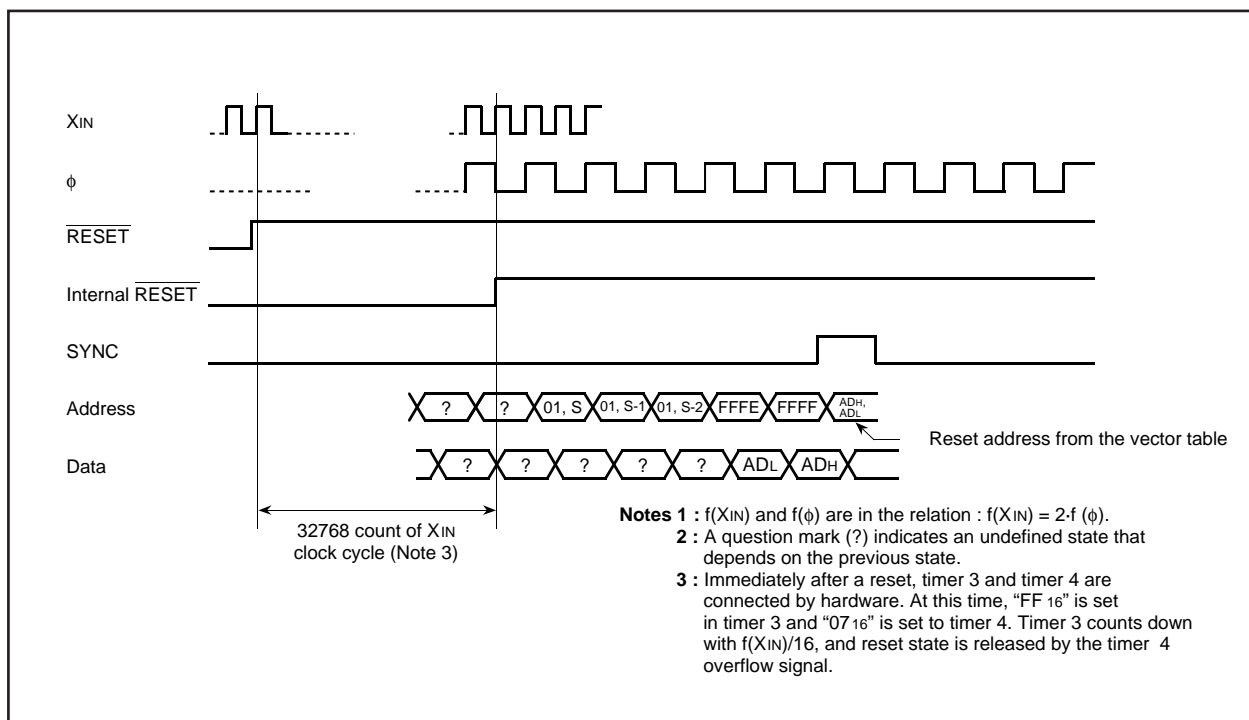 XIN
φ
RESET
Internal RESET
SYNC
Address
? ? 01, S 01, S-1 01, S-2 FFFE FFFF ADH, ADL
Reset address from the vector table
Data
? ? ? ? ? ADL ADH
32768 count of XIN
clock cycle (Note 3)
Notes 1 : f(XIN) and f(φ) are in the relation : f(XIN) = 2·f (φ).
2 : A question mark (?) indicates an undefined state that
depends on the previous state.
3 : Immediately after a reset, timer 3 and timer 4 are
connected by hardware. At this time, “FF 16” is set
in timer 3 and “07 16” is set to timer 4. Timer 3 counts down
with f(XIN)/16, and reset state is released by the timer 4
overflow signal.